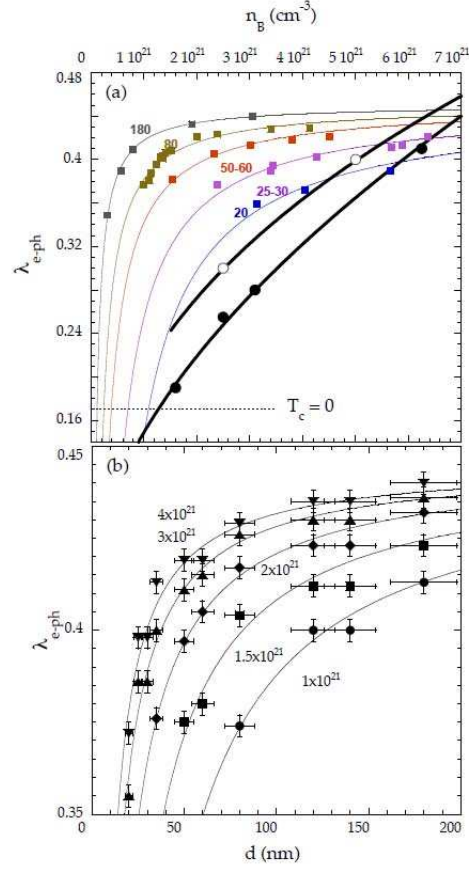 n_B (cm^-3)
0 1 10^21 2 10^21 3 10^21 4 10^21 5 10^21 6 10^21 7 10^21
0.48
(a)
180
80
0.4
50-60
25-30
20
λ_e-ph
0.32
0.24
T_c = 0
0.16
0.45
(b)
4x10^21
3x10^21
2x10^21
λ_e-ph
0.4
1.5x10^21
1x10^21
0.35
0 50 100 150 200
d (nm)